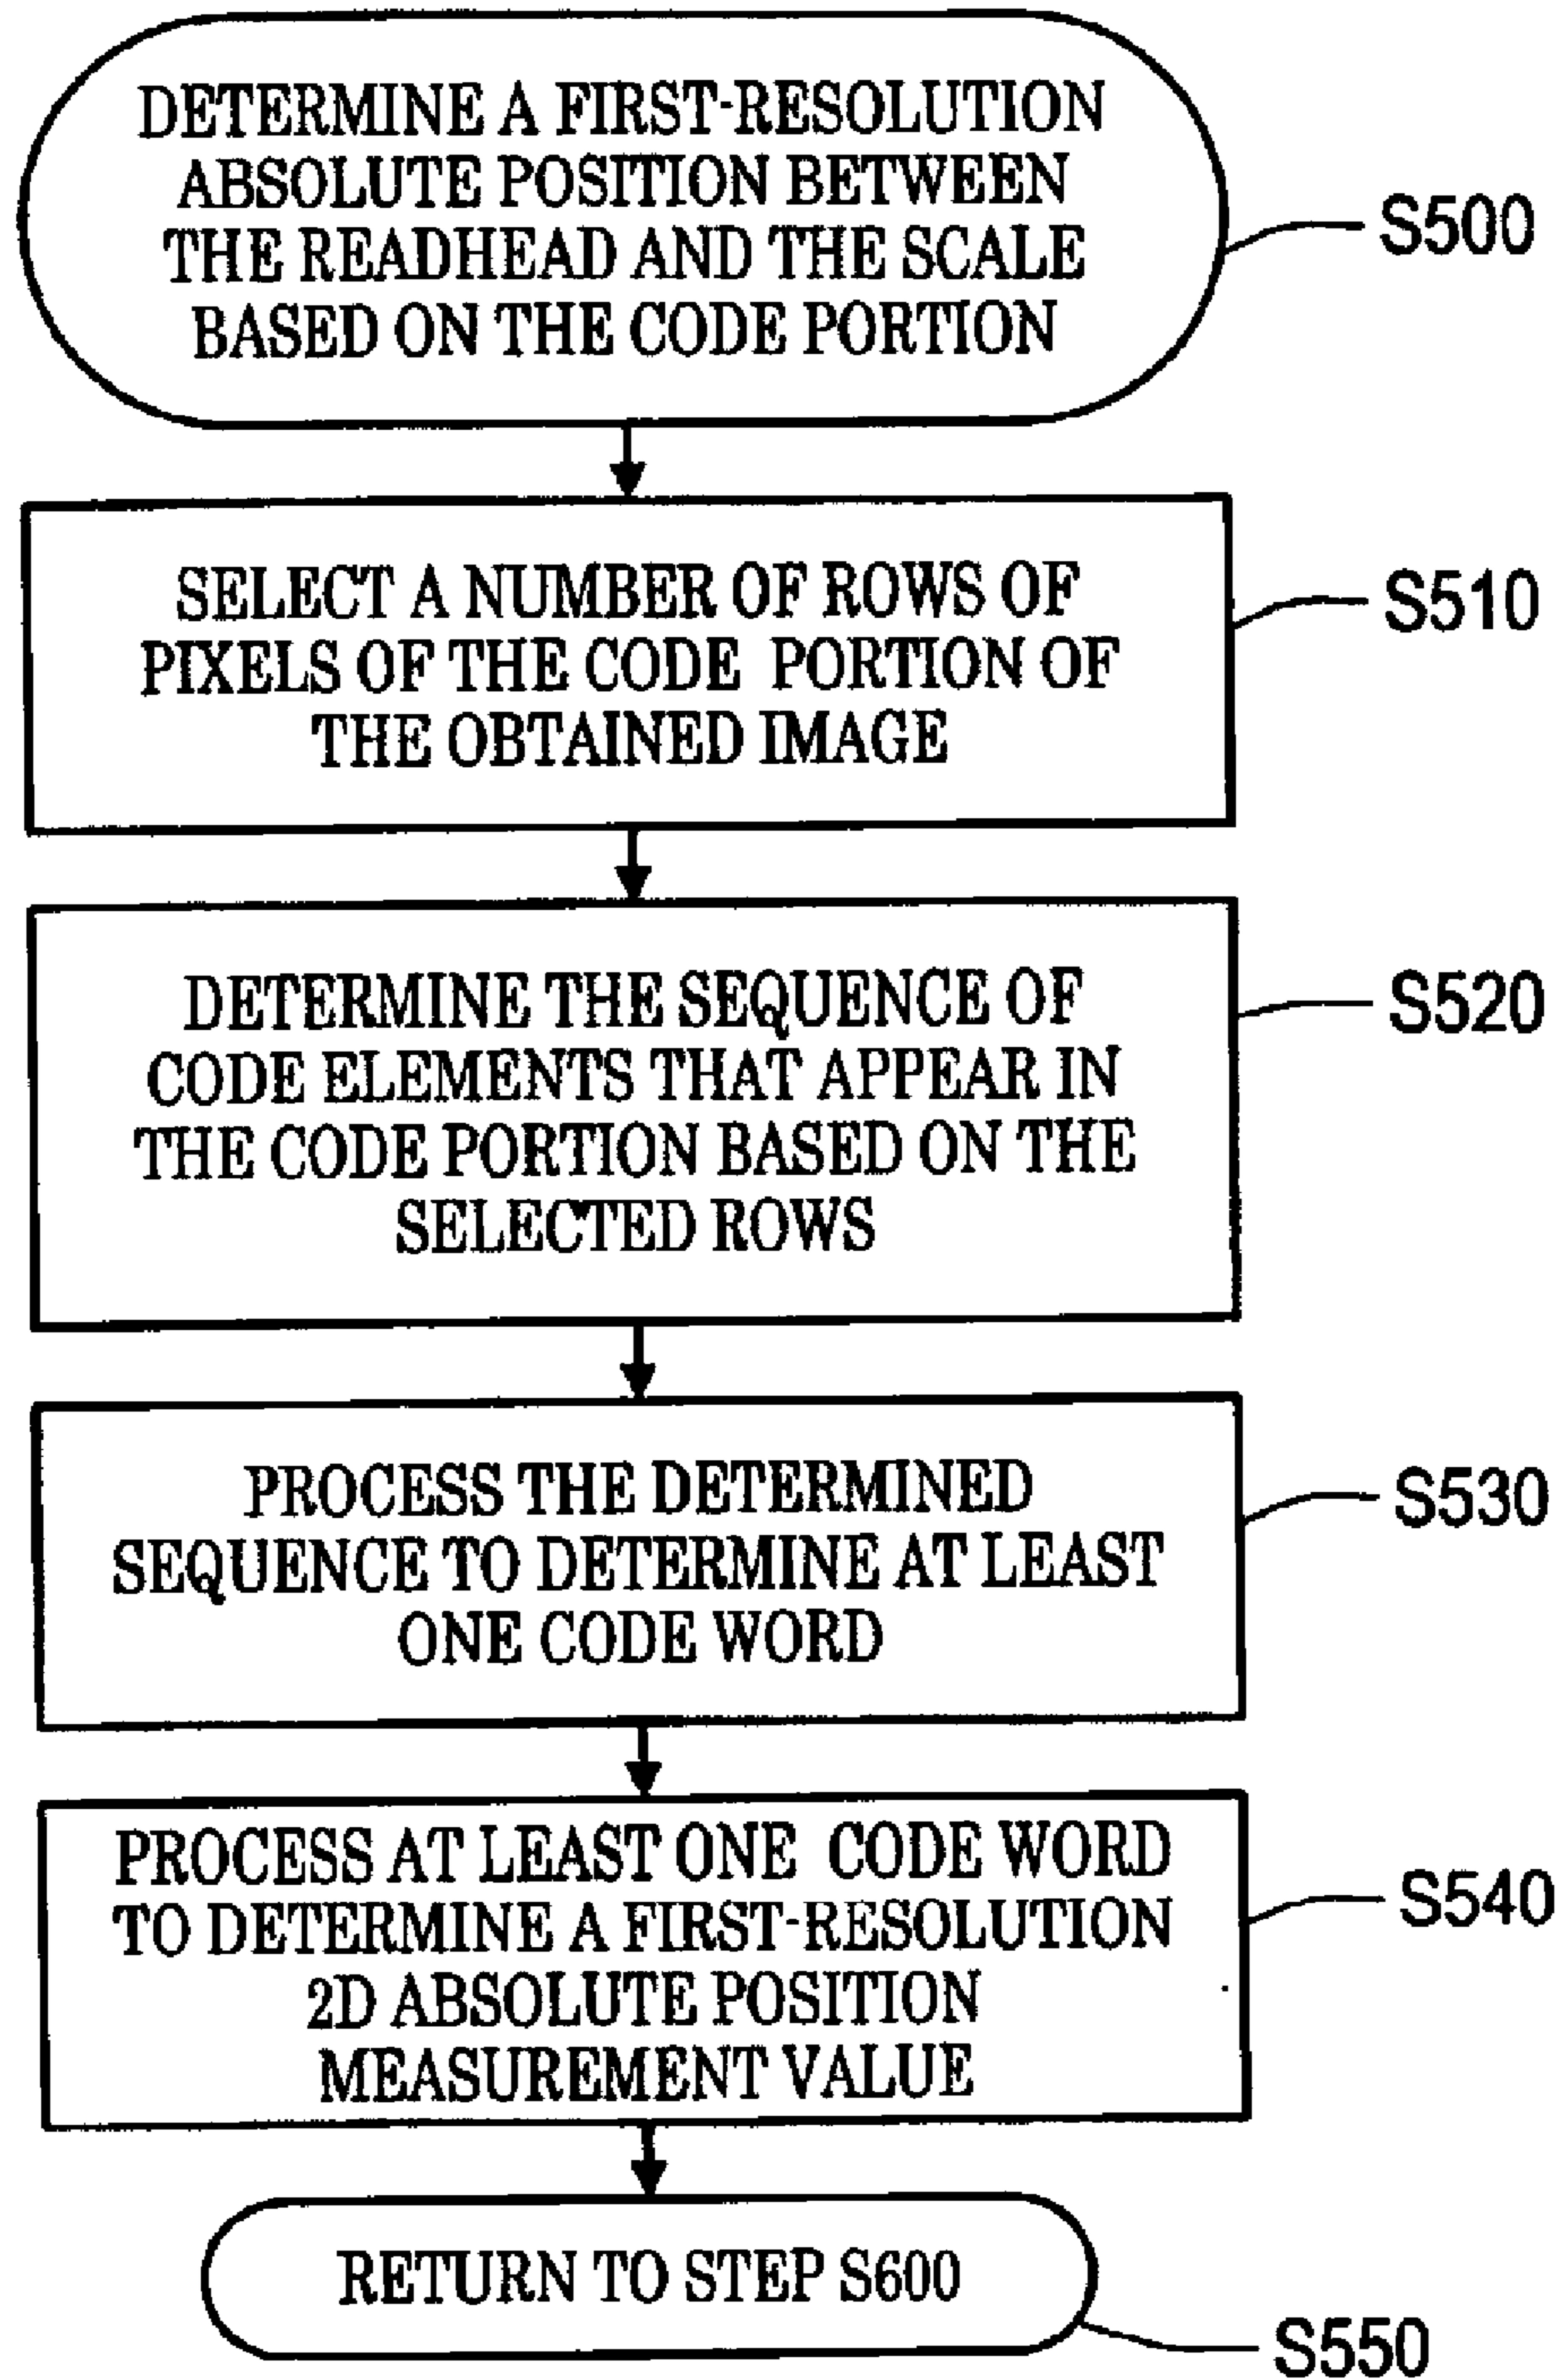 DETERMINE A FIRST-RESOLUTION
ABSOLUTE POSITION BETWEEN
THE READHEAD AND THE SCALE
BASED ON THE CODE PORTION
S500
SELECT A NUMBER OF ROWS OF
PIXELS OF THE CODE PORTION OF
THE OBTAINED IMAGE
S510
DETERMINE THE SEQUENCE OF
CODE ELEMENTS THAT APPEAR IN
THE CODE PORTION BASED ON THE
SELECTED ROWS
S520
PROCESS THE DETERMINED
SEQUENCE TO DETERMINE AT LEAST
ONE CODE WORD
S530
PROCESS AT LEAST ONE CODE WORD
TO DETERMINE A FIRST-RESOLUTION
2D ABSOLUTE POSITION
MEASUREMENT VALUE
S540
RETURN TO STEP S600
S550